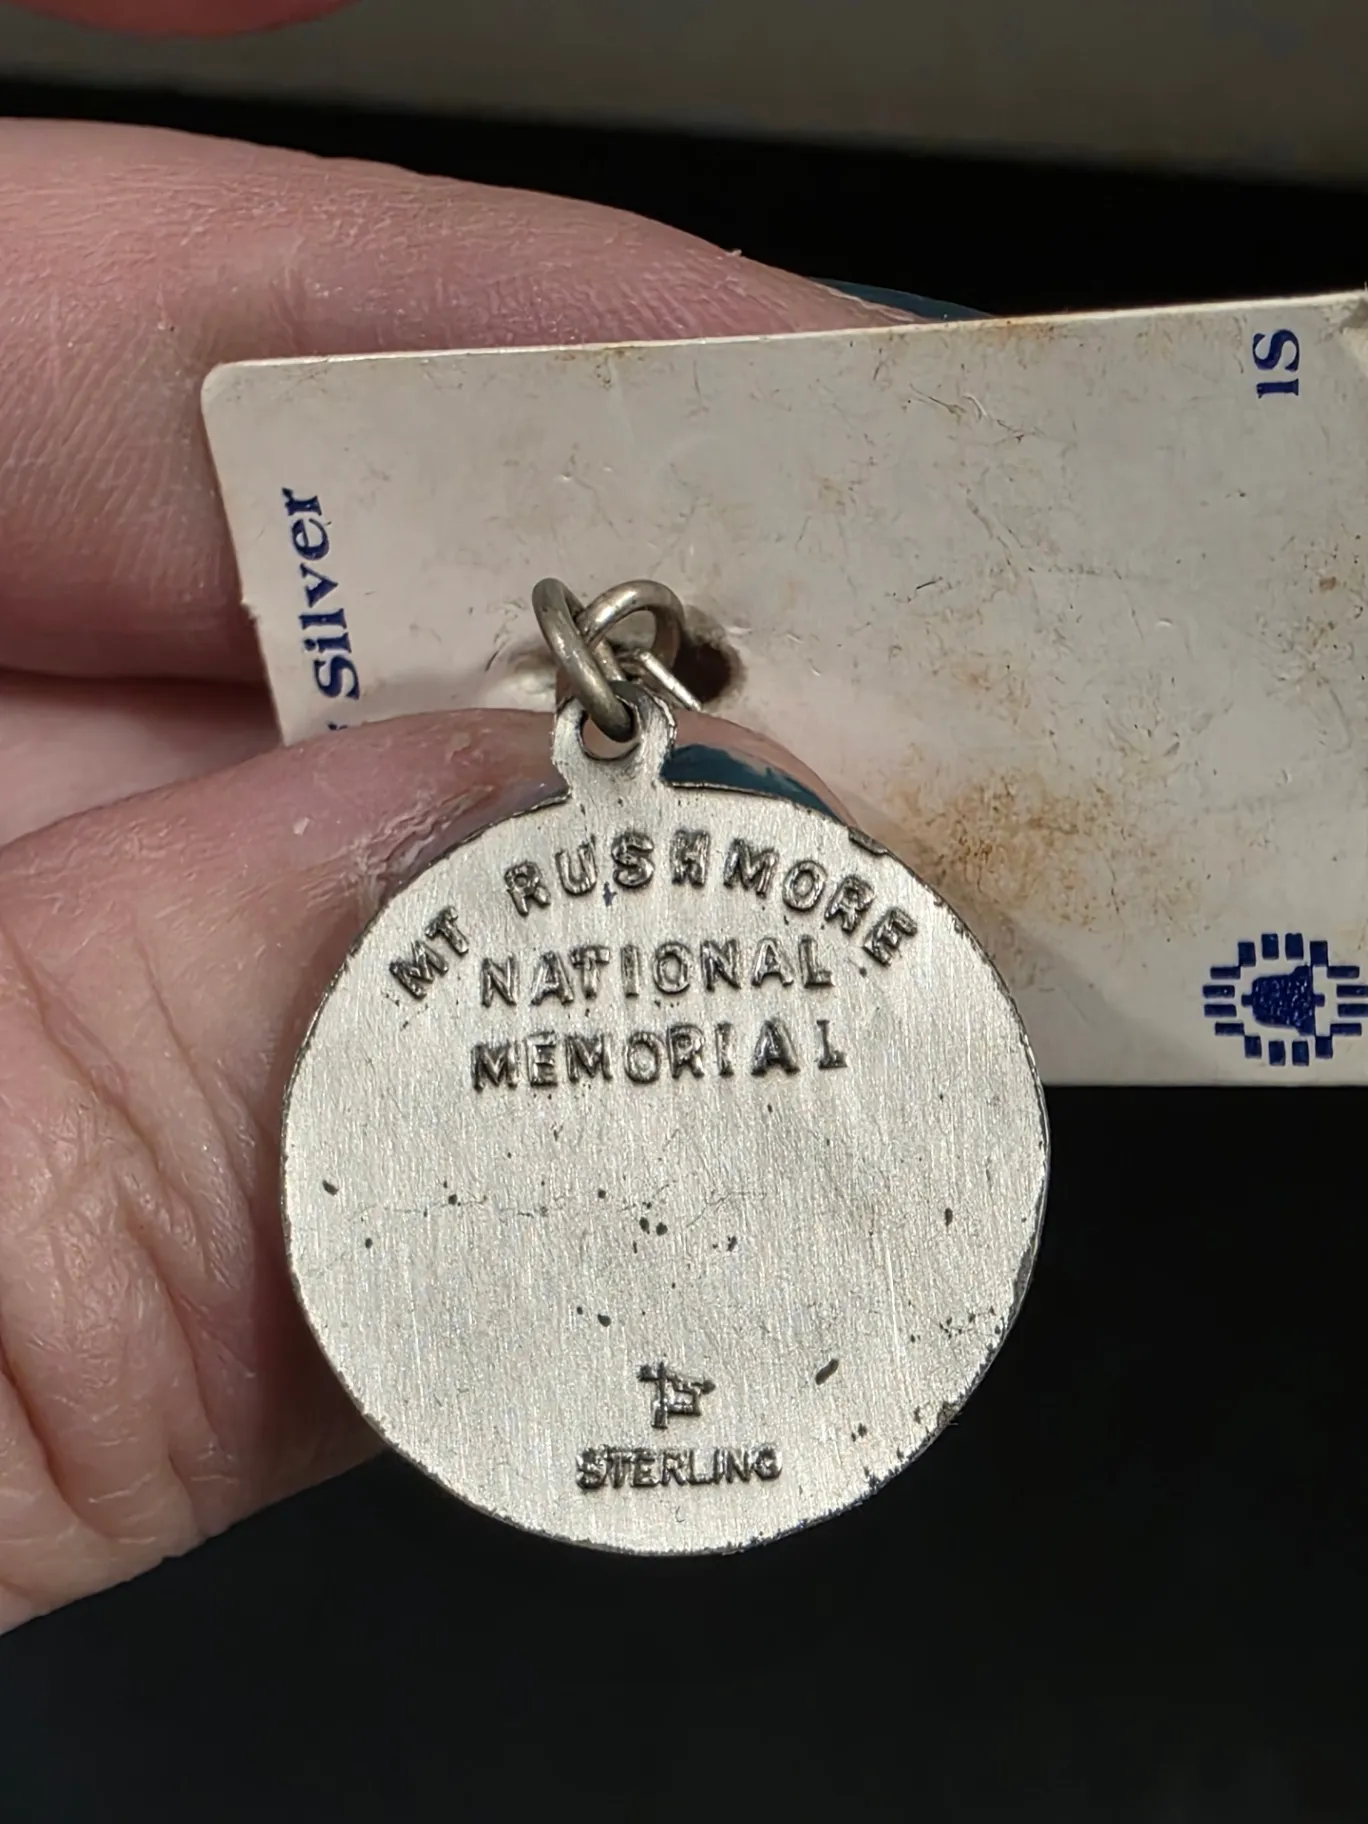 IS
Silver
MT RUSHMORE
NATIONAL
MEMORIAL
STERLING